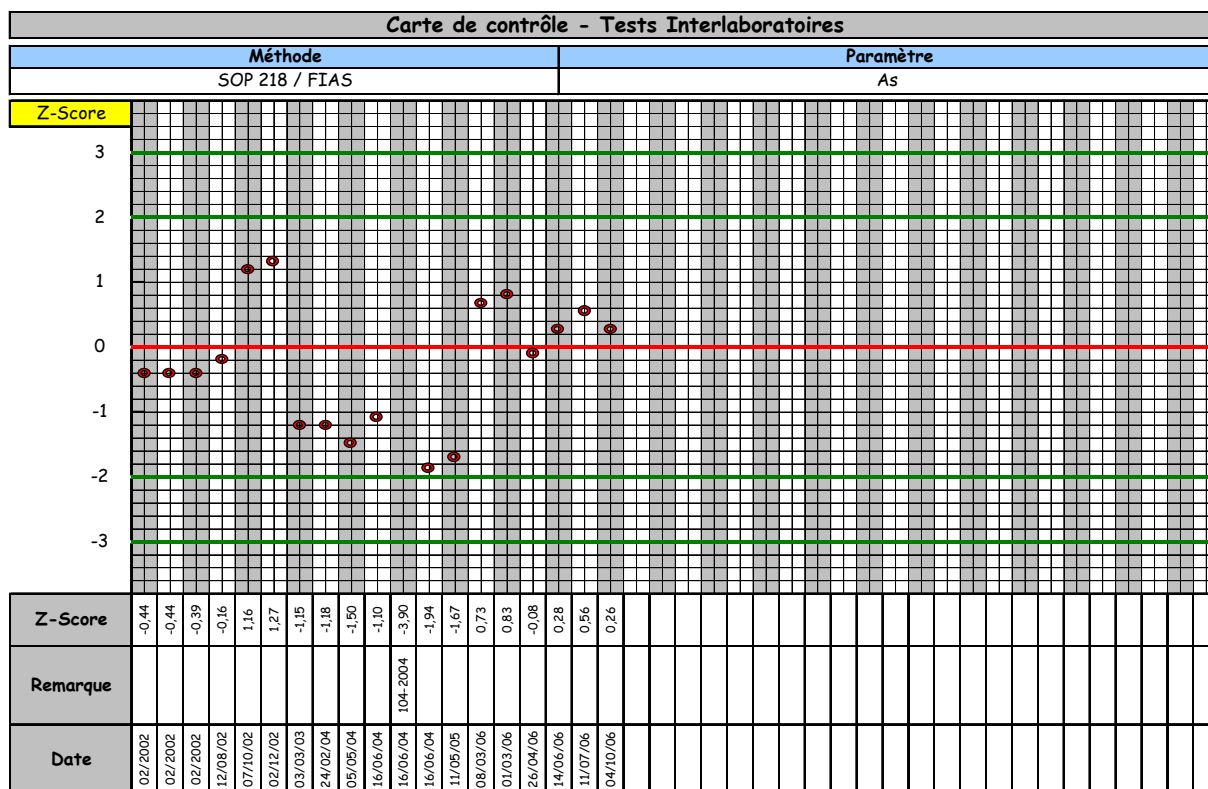 Carte de contrôle - Tests Interlaboratoires
Méthode Paramètre
SOP 218 / FIAS As
Z-Score
3
2
1
0
-1
-2
-3
Z-Score -0,44 -0,44 -0,39 -0,16 1,16 1,27 -1,15 -1,18 -1,50 -1,10 -3,90 -1,94 -1,67 0,73 0,83 -0,08 0,28 0,56 0,26
Remarque 104-2004
Date 02/2002 02/2002 02/2002 12/08/02 07/10/02 02/12/02 03/03/03 24/02/04 05/05/04 16/06/04 16/06/04 16/06/04 11/05/05 08/03/06 01/03/06 26/04/06 14/06/06 11/07/06 04/10/06